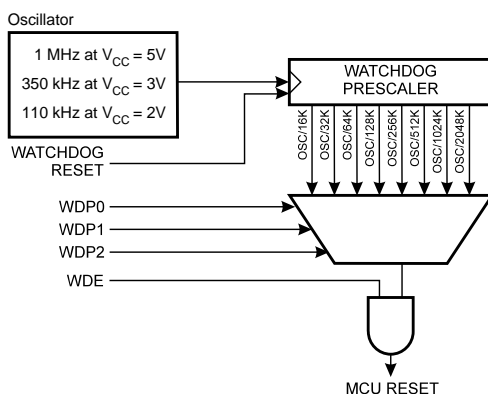 Oscillator
1 MHz at VCC = 5V
350 kHz at VCC = 3V
110 kHz at VCC = 2V
WATCHDOG
PRESCALER
WATCHDOG
RESET
OSC/16K
OSC/32K
OSC/64K
OSC/128K
OSC/256K
OSC/512K
OSC/1024K
OSC/2048K
WDP0
WDP1
WDP2
WDE
MCU RESET